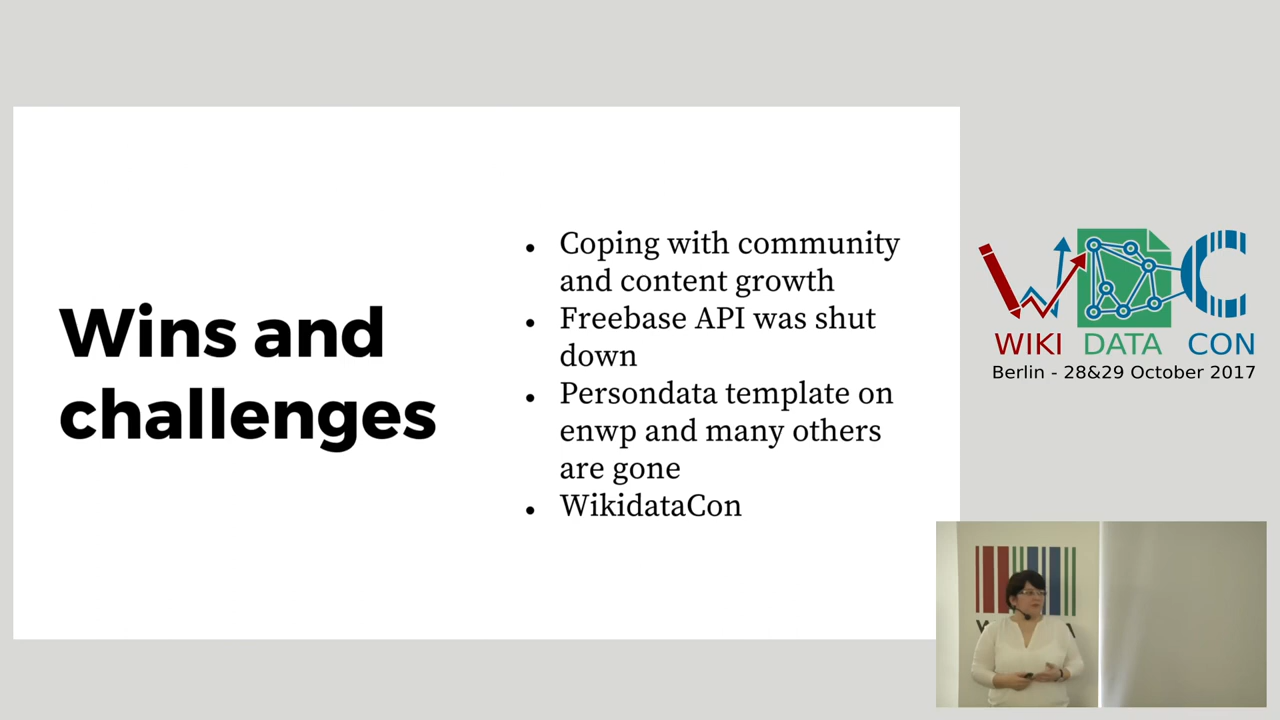 Wins and
challenges
• Coping with community
and content growth
• Freebase API was shut
down
• Persondata template on
enwp and many others
are gone
• WikidataCon
WIKI DATA CON
Berlin - 28&29 October 2017